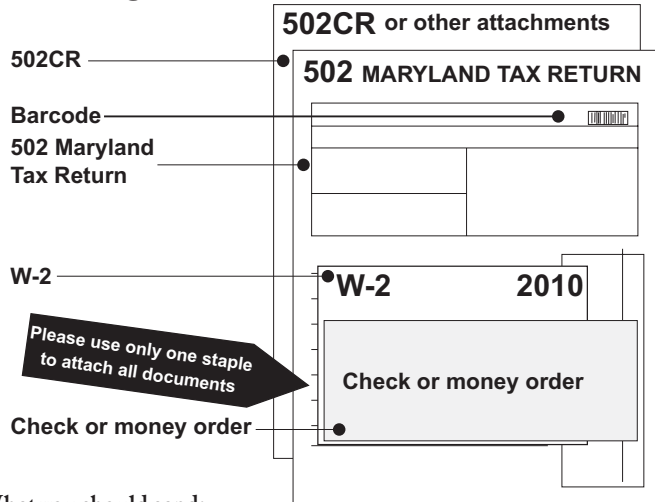 502CR or other attachments
502CR
502 MARYLAND TAX RETURN
Barcode
502 Maryland
Tax Return
W-2
W-2 2010
Please use only one staple
to attach all documents
Check or money order
Check or money order